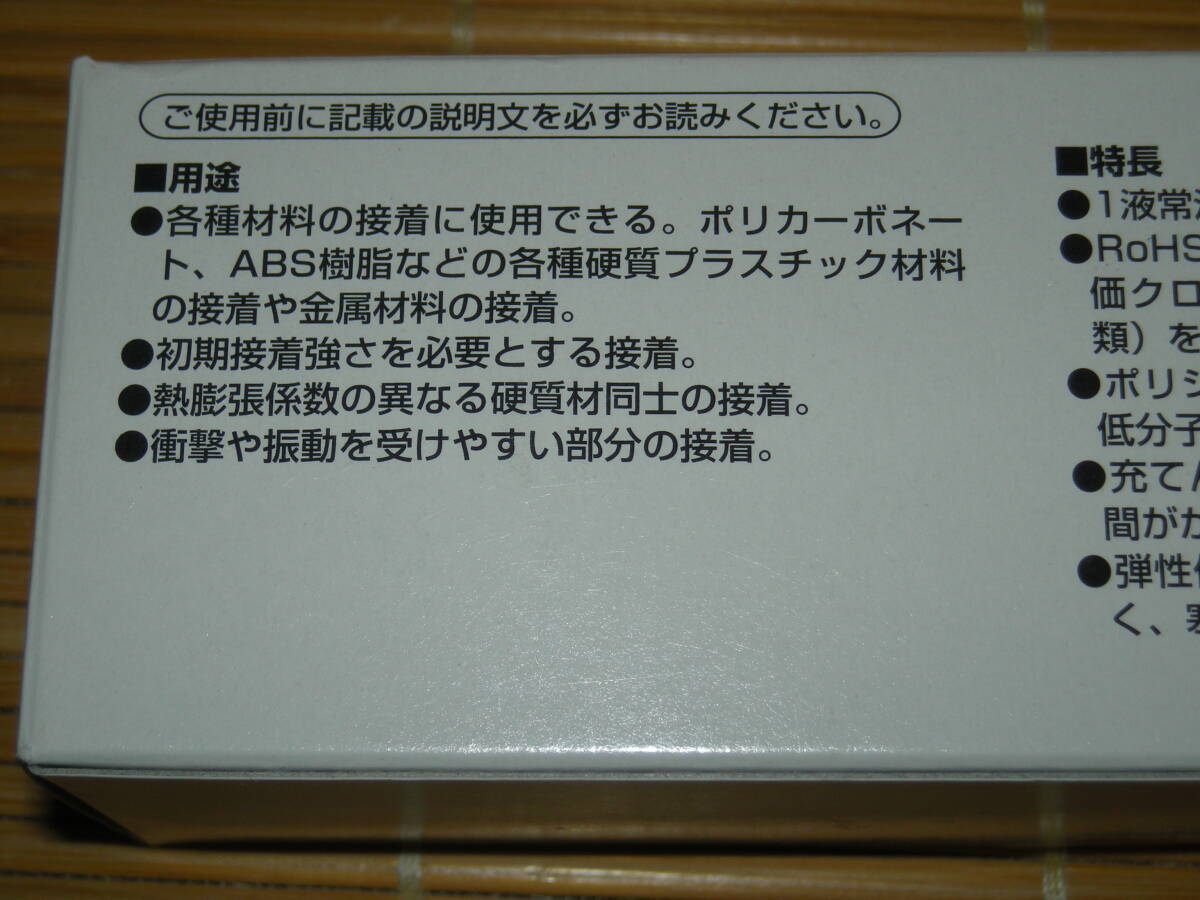 ご使用前に記載の説明文を必ずお読みください。
■用途
●各種材料の接着に使用できる。ポリカーボネー
ト、ABS樹脂などの各種硬質プラスチック材料
の接着や金属材料の接着。
●初期接着強さを必要とする接着。
●熱膨張係数の異なる硬質材同士の接着。
●衝撃や振動を受けやすい部分の接着。
■特長
●1液常
●RoHS
価クロ
類）を
●ポリシ
低分子
●充てん
間がか
●弾性
く、寒